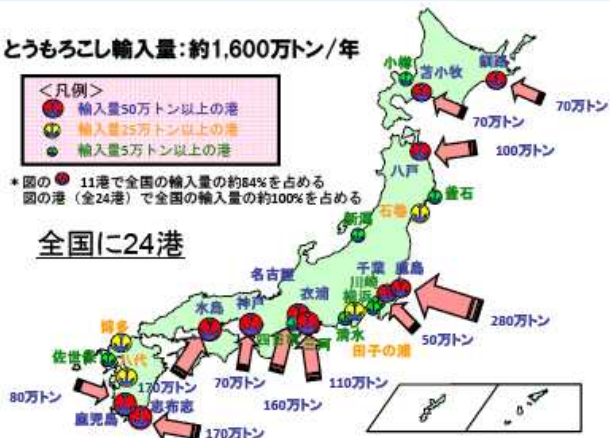 とうもろこし輸入量:約1,600万トン/年
<凡例>
輸入量50万トン以上の港
輸入量25万トン以上の港
輸入量5万トン以上の港
*図の 11港で全国の輸入量の約84%を占める
図の港(全24港)で全国の輸入量の約100%を占める
全国に24港
小樽
苫小牧
釧路
70万トン
70万トン
八戸
100万トン
釜石
石巻
新潟
名古屋
千葉
鹿島
川崎
横浜
衣浦
水島
神戸
清水
田子の浦
280万トン
50万トン
博多
佐世保
八代
170万トン
70万トン
160万トン
110万トン
80万トン
志布志
鹿児島
170万トン